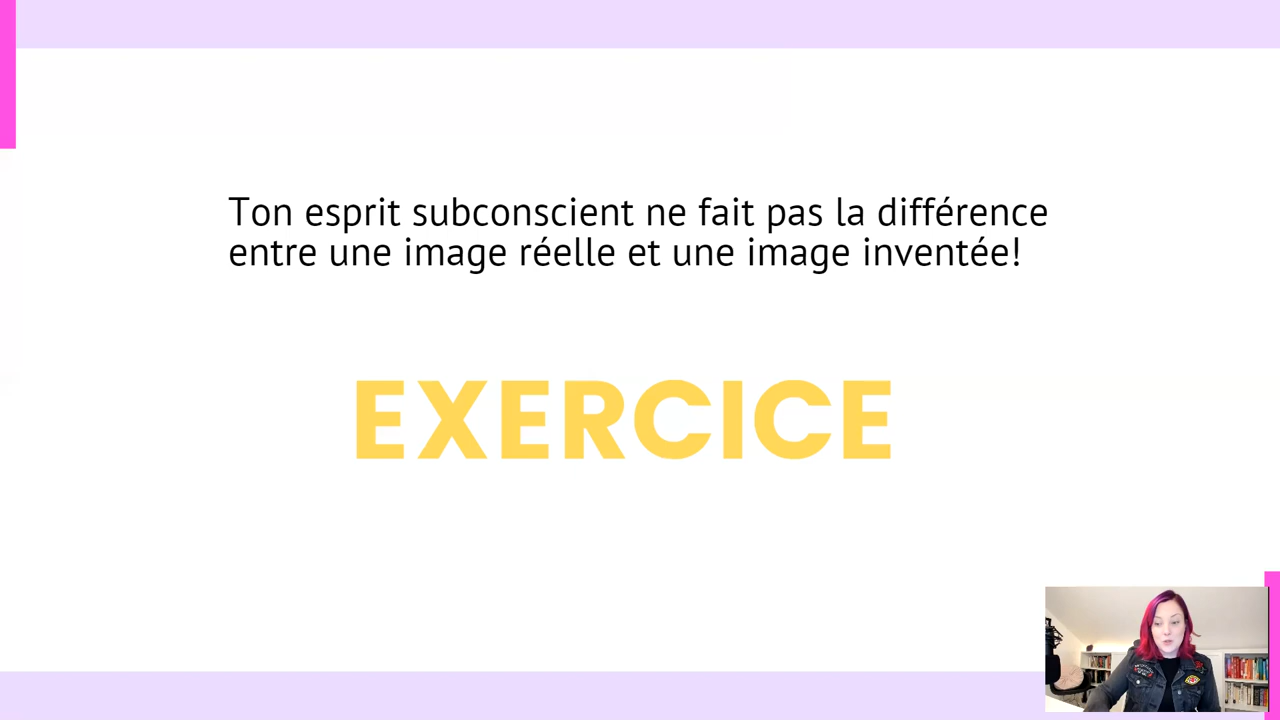 Ton esprit subconscient ne fait pas la différence
entre une image réelle et une image inventée!
EXERCICE